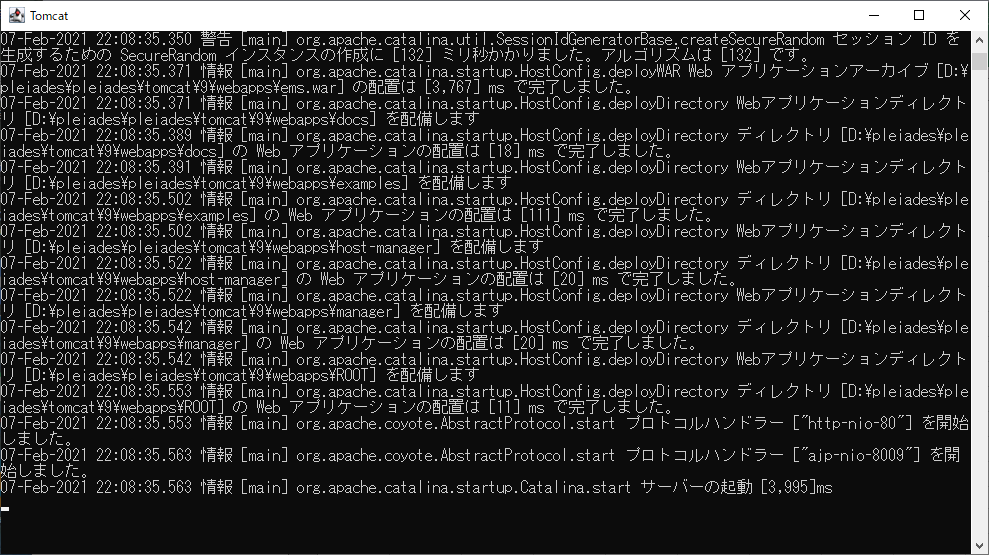 Tomcat
07-Feb-2021 22:08:35.350 警告 [main] org.apache.catalina.util.SessionIdGeneratorBase.createSecureRandom セッション ID を
生成するための SecureRandom インスタンスの作成に [132] ミリ秒かかりました。アルゴリズムは [132] です。
07-Feb-2021 22:08:35.371 情報 [main] org.apache.catalina.startup.HostConfig.deployWAR Web アプリケーションアーカイブ [D:¥
pleiades¥pleiades¥tomcat¥9¥webapps¥ems.war] の配置は [3,767] ms で完了しました。
07-Feb-2021 22:08:35.371 情報 [main] org.apache.catalina.startup.HostConfig.deployDirectory Webアプリケーションディレクト
リ [D:¥pleiades¥pleiades¥tomcat¥9¥webapps¥docs] を配備します
07-Feb-2021 22:08:35.389 情報 [main] org.apache.catalina.startup.HostConfig.deployDirectory ディレクトリ [D:¥pleiades¥ple
iades¥tomcat¥9¥webapps¥docs] の Web アプリケーションの配置は [18] ms で完了しました。
07-Feb-2021 22:08:35.391 情報 [main] org.apache.catalina.startup.HostConfig.deployDirectory Webアプリケーションディレクト
リ [D:¥pleiades¥pleiades¥tomcat¥9¥webapps¥examples] を配備します
07-Feb-2021 22:08:35.502 情報 [main] org.apache.catalina.startup.HostConfig.deployDirectory ディレクトリ [D:¥pleiades¥ple
iades¥tomcat¥9¥webapps¥examples] の Web アプリケーションの配置は [111] ms で完了しました。
07-Feb-2021 22:08:35.502 情報 [main] org.apache.catalina.startup.HostConfig.deployDirectory Webアプリケーションディレクト
リ [D:¥pleiades¥pleiades¥tomcat¥9¥webapps¥host-manager] を配備します
07-Feb-2021 22:08:35.522 情報 [main] org.apache.catalina.startup.HostConfig.deployDirectory ディレクトリ [D:¥pleiades¥ple
iades¥tomcat¥9¥webapps¥host-manager] の Web アプリケーションの配置は [20] ms で完了しました。
07-Feb-2021 22:08:35.522 情報 [main] org.apache.catalina.startup.HostConfig.deployDirectory Webアプリケーションディレクト
リ [D:¥pleiades¥pleiades¥tomcat¥9¥webapps¥manager] を配備します
07-Feb-2021 22:08:35.542 情報 [main] org.apache.catalina.startup.HostConfig.deployDirectory ディレクトリ [D:¥pleiades¥ple
iades¥tomcat¥9¥webapps¥manager] の Web アプリケーションの配置は [20] ms で完了しました。
07-Feb-2021 22:08:35.542 情報 [main] org.apache.catalina.startup.HostConfig.deployDirectory Webアプリケーションディレクト
リ [D:¥pleiades¥pleiades¥tomcat¥9¥webapps¥ROOT] を配備します
07-Feb-2021 22:08:35.553 情報 [main] org.apache.catalina.startup.HostConfig.deployDirectory ディレクトリ [D:¥pleiades¥ple
iades¥tomcat¥9¥webapps¥ROOT] の Web アプリケーションの配置は [11] ms で完了しました。
07-Feb-2021 22:08:35.553 情報 [main] org.apache.coyote.AbstractProtocol.start プロトコルハンドラー ["http-nio-80"] を開始
しました。
07-Feb-2021 22:08:35.563 情報 [main] org.apache.coyote.AbstractProtocol.start プロトコルハンドラー ["ajp-nio-8009"] を開
始しました。
07-Feb-2021 22:08:35.563 情報 [main] org.apache.catalina.startup.Catalina.start サーバーの起動 [3,995]ms